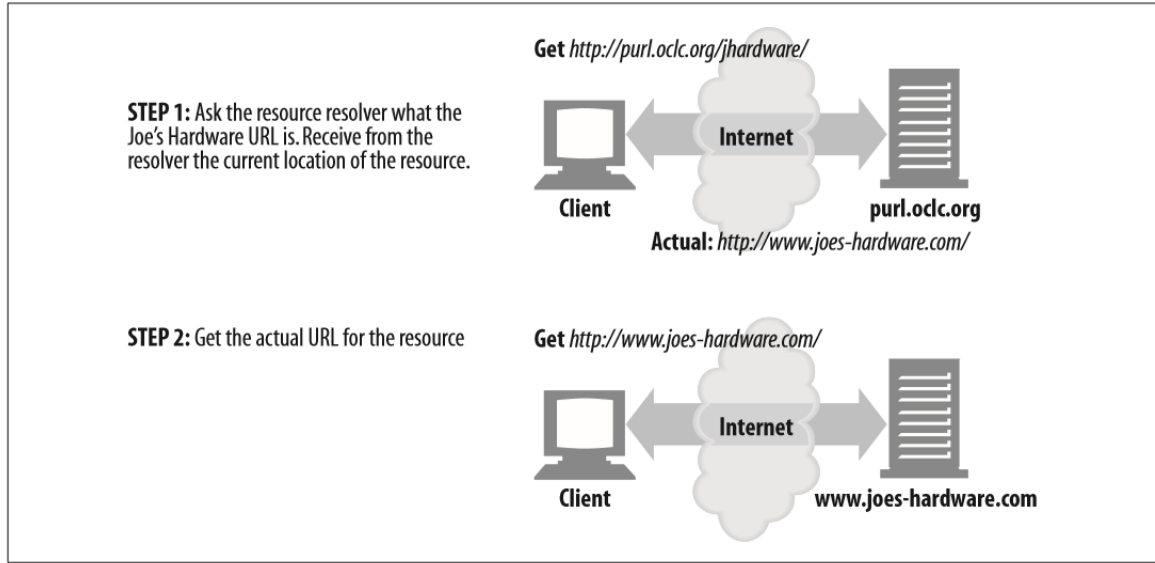 Get http://purl.oclc.org/jhardware/
STEP 1: Ask the resource resolver what the
Joe's Hardware URL is. Receive from the
resolver the current location of the resource.
Internet
Client
purl.oclc.org
Actual: http://www.joes-hardware.com/
STEP 2: Get the actual URL for the resource
Get http://www.joes-hardware.com/
Internet
Client
www.joes-hardware.com